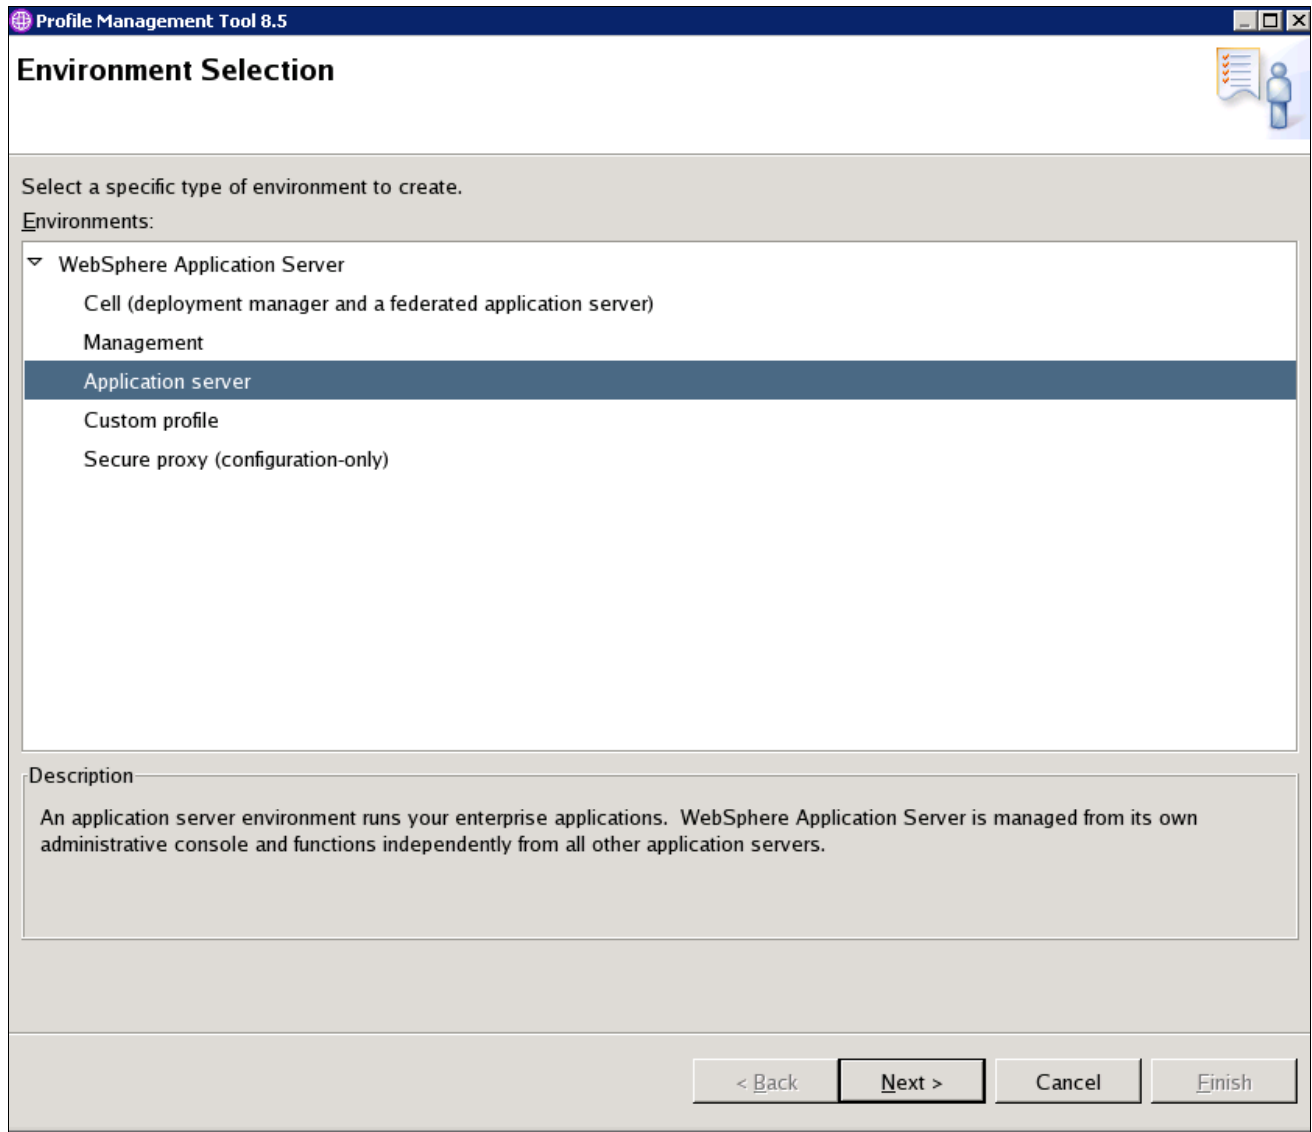 Profile Management Tool 8.5
Environment Selection
Select a specific type of environment to create.
Environments:
WebSphere Application Server
Cell (deployment manager and a federated application server)
Management
Application server
Custom profile
Secure proxy (configuration-only)
Description
An application server environment runs your enterprise applications.  WebSphere Application Server is managed from its own
administrative console and functions independently from all other application servers.
< Back Next > Cancel Finish